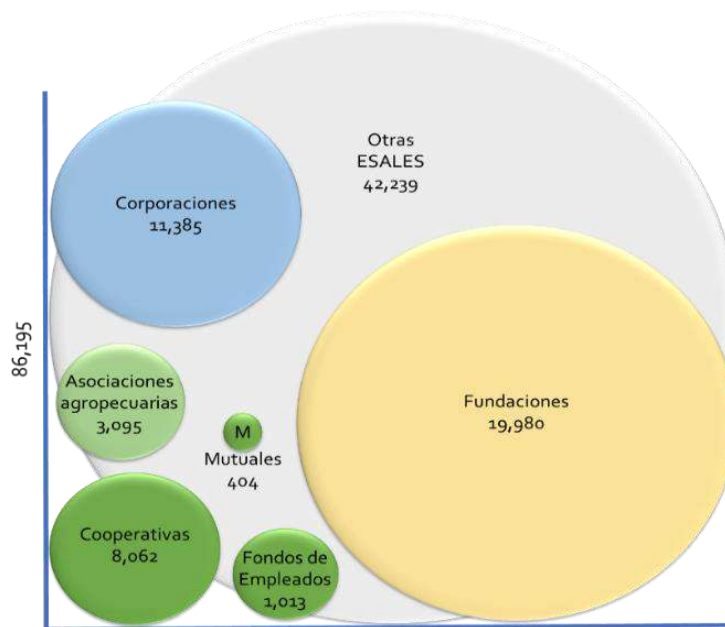 Otras
ESALES
42,239
Corporaciones
11,385
86,195
Asociaciones
agropecuarias
3,095
M
Mutuales
404
Fundaciones
19,980
Cooperativas
8,062
Fondos de
Empleados
1,013